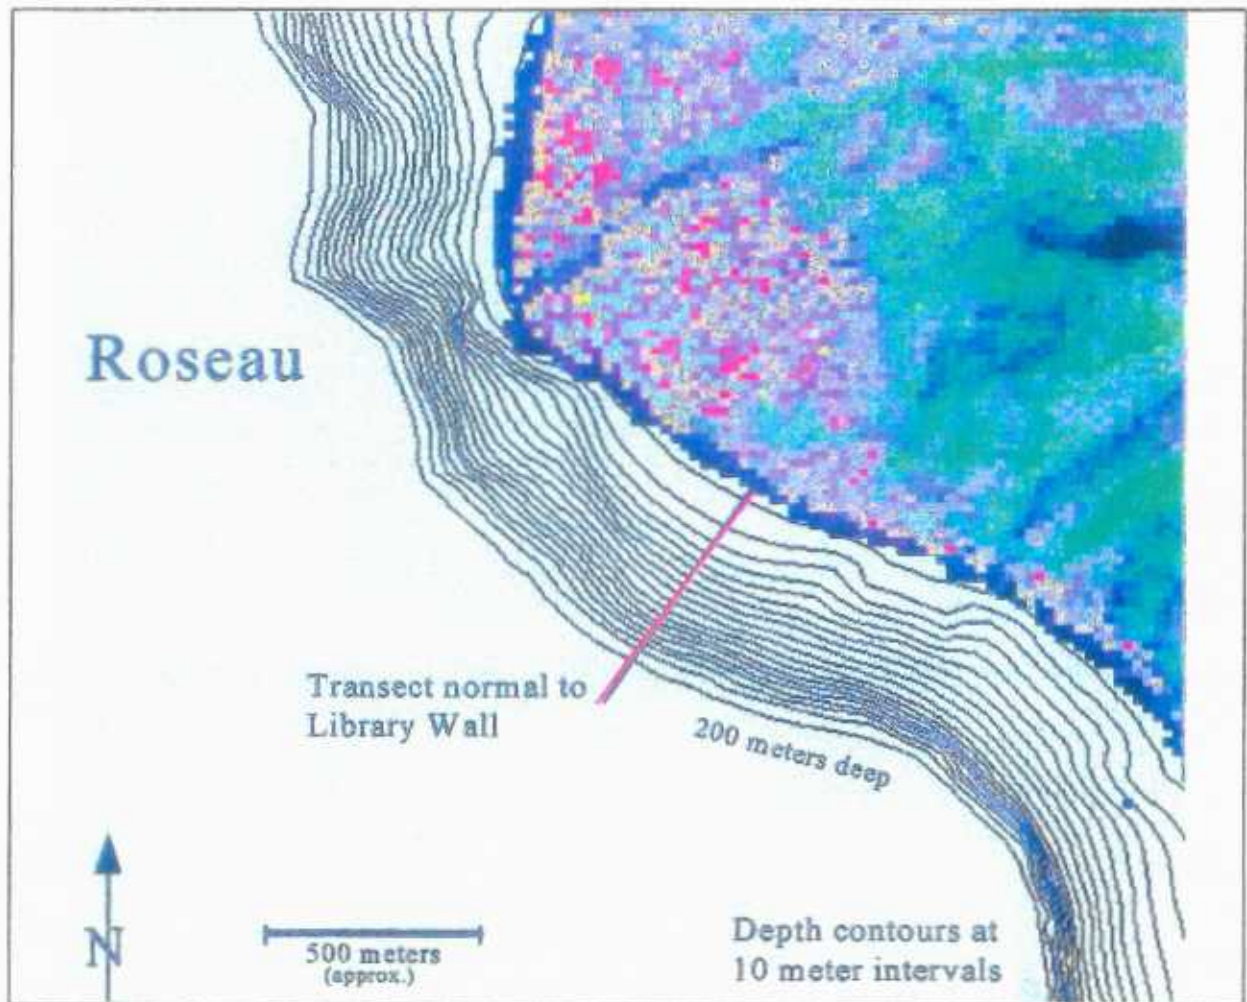 Roseau
Transect normal to
Library Wall
200 meters deep
N
500 meters
(approx.)
Depth contours at
10 meter intervals